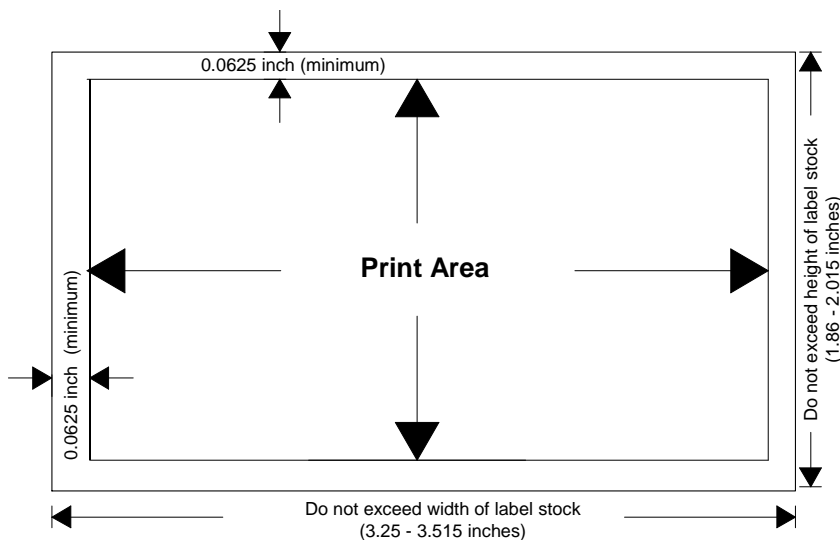 0.0625 inch (minimum)
Print Area
0.0625 inch (minimum)
Do not exceed height of label stock
(1.86 - 2.015 inches)
Do not exceed width of label stock
(3.25 - 3.515 inches)